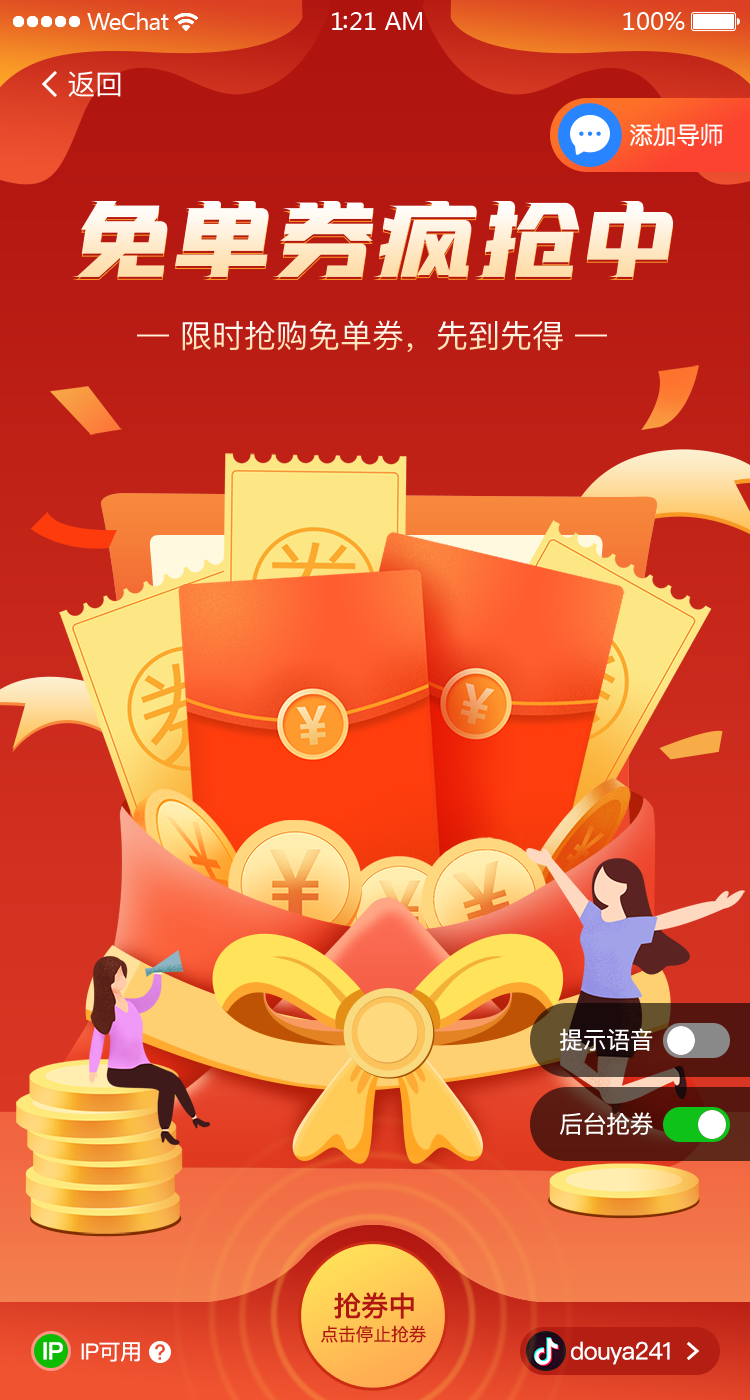 WeChat 1:21 AM 100%
返回
添加导师
免单券疯抢中
— 限时抢购免单券，先到先得 —
券
券
¥
¥
¥
¥
¥
¥
¥
提示语音
后台抢券
抢券中
点击停止抢券
IP IP可用 ?
douya241